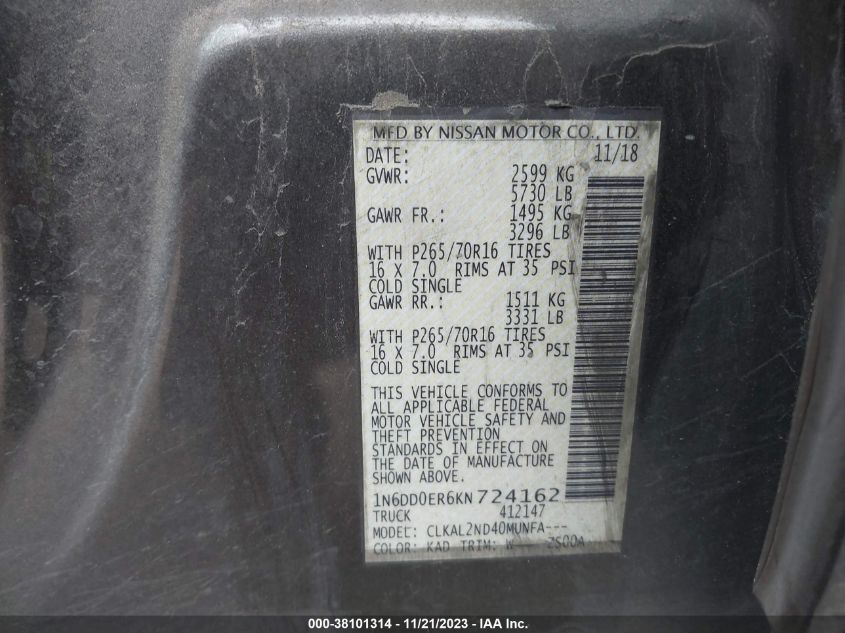 MFD BY NISSAN MOTOR CO., LTD.
DATE: 11/18
GVWR: 2599 KG
5730 LB
GAWR FR.: 1495 KG
3296 LB
WITH P265/70R16 TIRES
16 X 7.0 RIMS AT 35 PSI
COLD SINGLE
GAWR RR.: 1511 KG
3331 LB
WITH P265/70R16 TIRES
16 X 7.0 RIMS AT 35 PSI
COLD SINGLE
THIS VEHICLE CONFORMS TO
ALL APPLICABLE FEDERAL
MOTOR VEHICLE SAFETY AND
THEFT PREVENTION
STANDARDS IN EFFECT ON
THE DATE OF MANUFACTURE
SHOWN ABOVE.
1N6DD0ER6KN724162
TRUCK 412147
MODEL: CLKAL2ND40MUNFA---
COLOR: KAD TRIM: W 2S00A
000-38101314 - 11/21/2023 - IAA Inc.